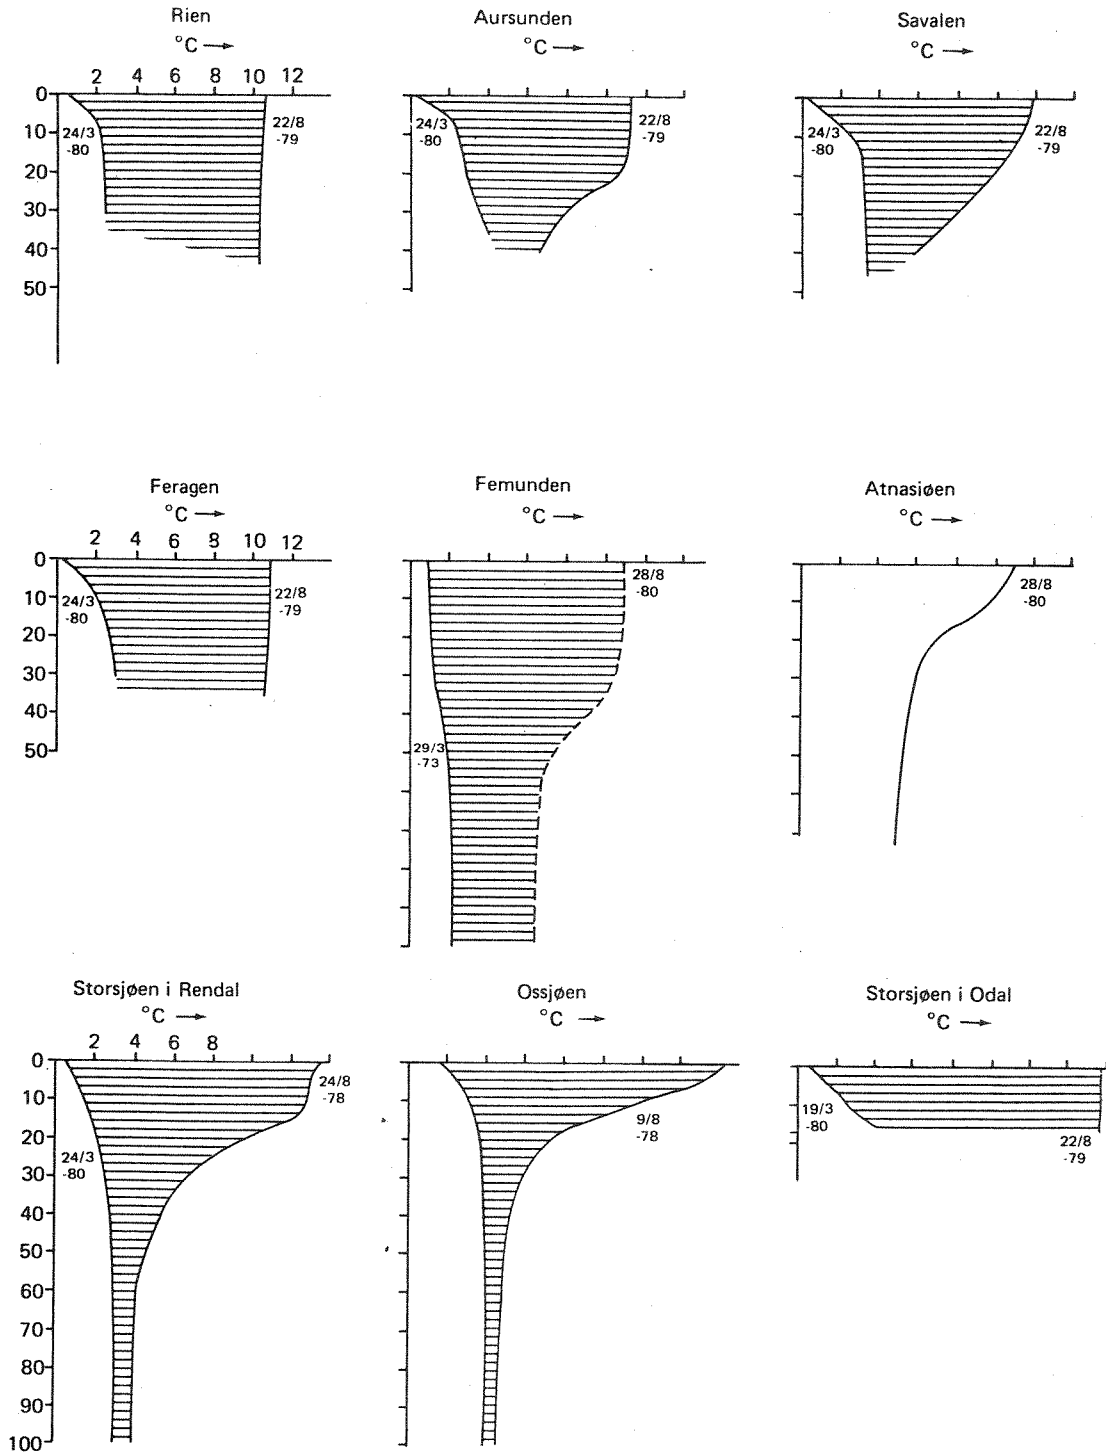 Rien
°C →
2 4 6 8 10 12
0
10
20
30
40
50
24/3
-80
22/8
-79
Aursunden
°C →
24/3
-80
22/8
-79
Savalen
°C →
24/3
-80
22/8
-79
Feragen
°C →
2 4 6 8 10 12
0
10
20
30
40
50
24/3
-80
22/8
-79
Femunden
°C →
28/8
-80
29/3
-73
Atnasiøen
°C →
28/8
-80
Storsjøen i Rendal
°C →
2 4 6 8
0
10
20
30
40
50
60
70
80
90
100
24/8
-78
24/3
-80
Ossjøen
°C →
9/8
-78
Storsjøen i Odal
°C →
19/3
-80
22/8
-79